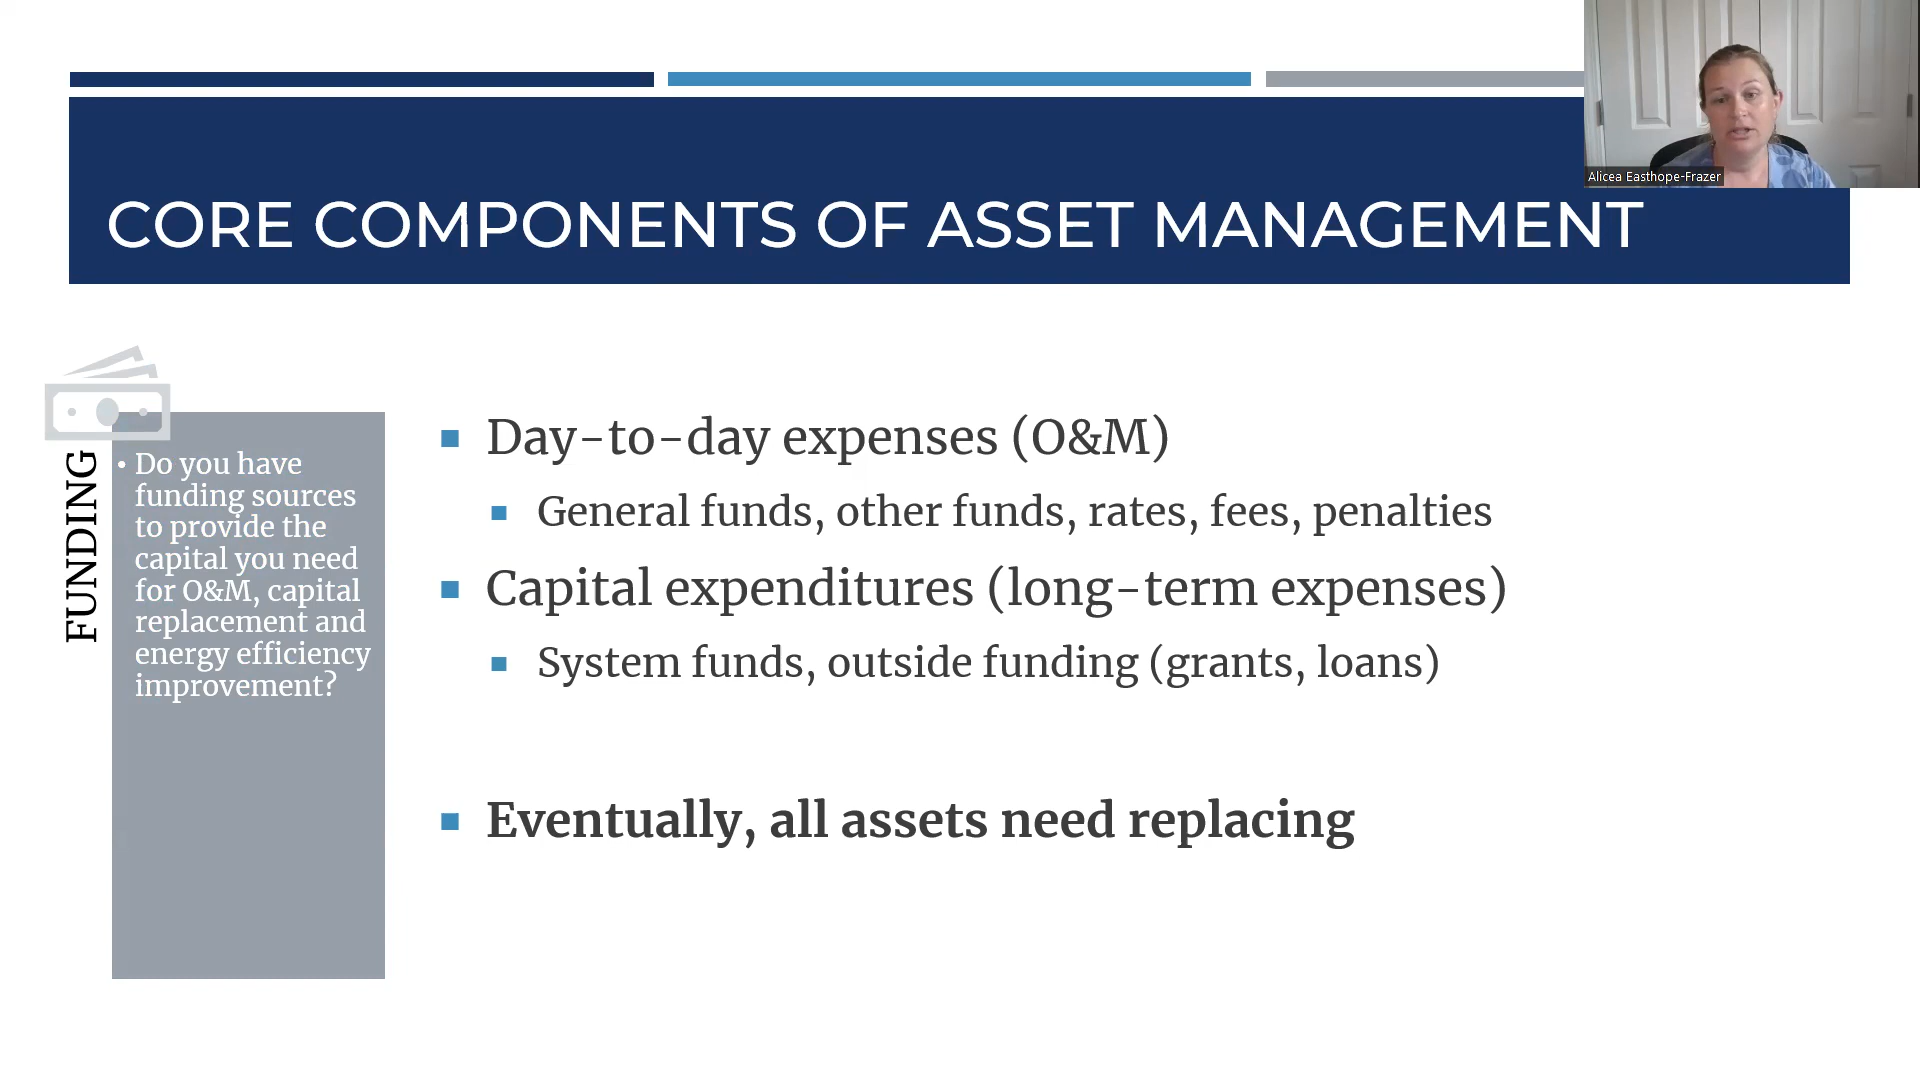 Alicea Easthope-Frazer
CORE COMPONENTS OF ASSET MANAGEMENT
FUNDING
• Do you have
funding sources
to provide the
capital you need
for O&M, capital
replacement and
energy efficiency
improvement?
Day-to-day expenses (O&M)
General funds, other funds, rates, fees, penalties
Capital expenditures (long-term expenses)
System funds, outside funding (grants, loans)
Eventually, all assets need replacing